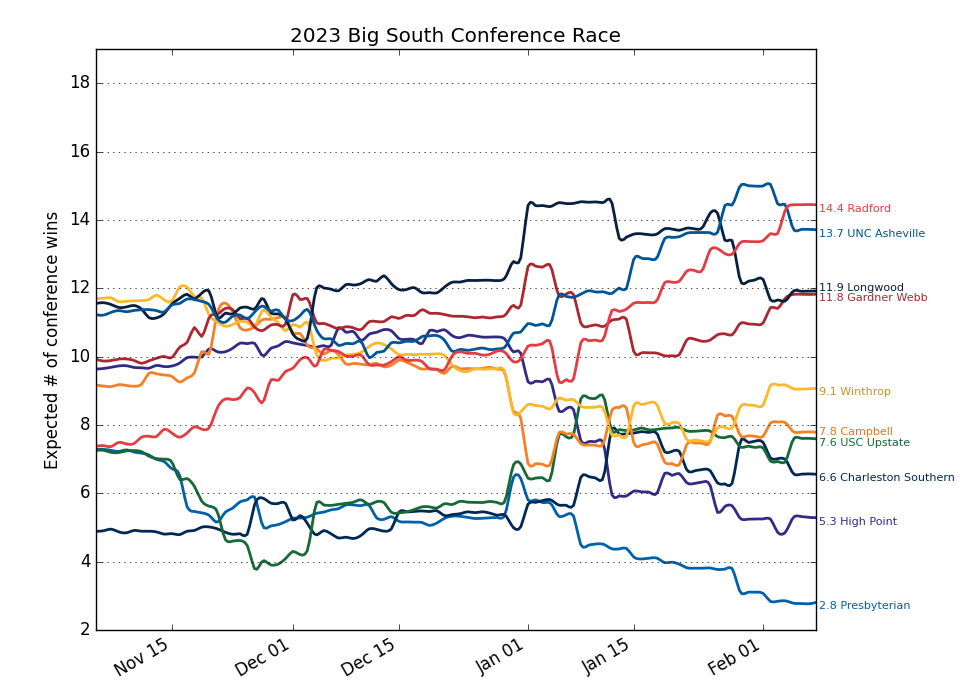 2023 Big South Conference Race
Expected # of conference wins
18
16
14
12
10
8
6
4
2
Nov 15
Dec 01
Dec 15
Jan 01
Jan 15
Feb 01
14.4 Radford
13.7 UNC Asheville
11.9 Longwood
11.8 Gardner Webb
9.1 Winthrop
7.8 Campbell
7.6 USC Upstate
6.6 Charleston Southern
5.3 High Point
2.8 Presbyterian